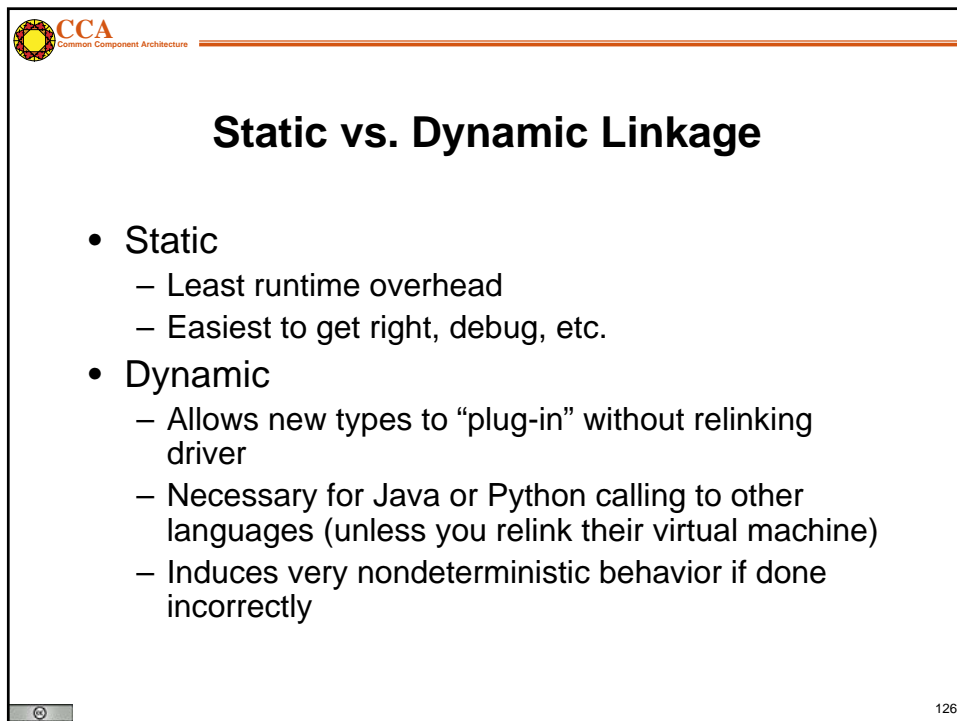 CCA
Common Component Architecture
Static vs. Dynamic Linkage
• Static
– Least runtime overhead
– Easiest to get right, debug, etc.
• Dynamic
– Allows new types to “plug-in” without relinking
driver
– Necessary for Java or Python calling to other
languages (unless you relink their virtual machine)
– Induces very nondeterministic behavior if done
incorrectly
cc
126